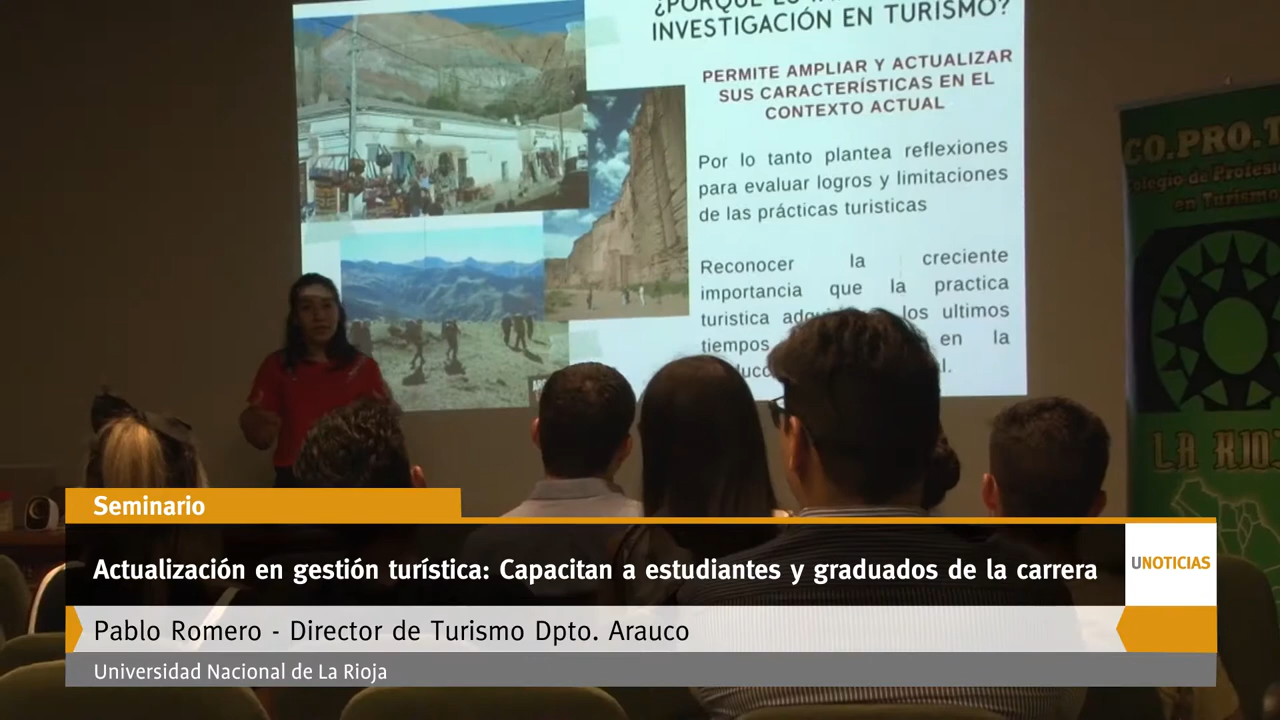 INVESTIGACIÓN EN TURISMO?
PERMITE AMPLIAR Y ACTUALIZAR
SUS CARACTERÍSTICAS EN EL
CONTEXTO ACTUAL
Por lo tanto plantea reflexiones
para evaluar logros y limitaciones
de las prácticas turisticas
Reconocer la creciente
importancia que la practica
turistica los ultimos
tiempos en la
CO.PRO.T
en Turismo
LA RIO
Seminario
Actualización en gestión turística: Capacitan a estudiantes y graduados de la carrera
UNOTICIAS
Pablo Romero - Director de Turismo Dpto. Arauco
Universidad Nacional de La Rioja